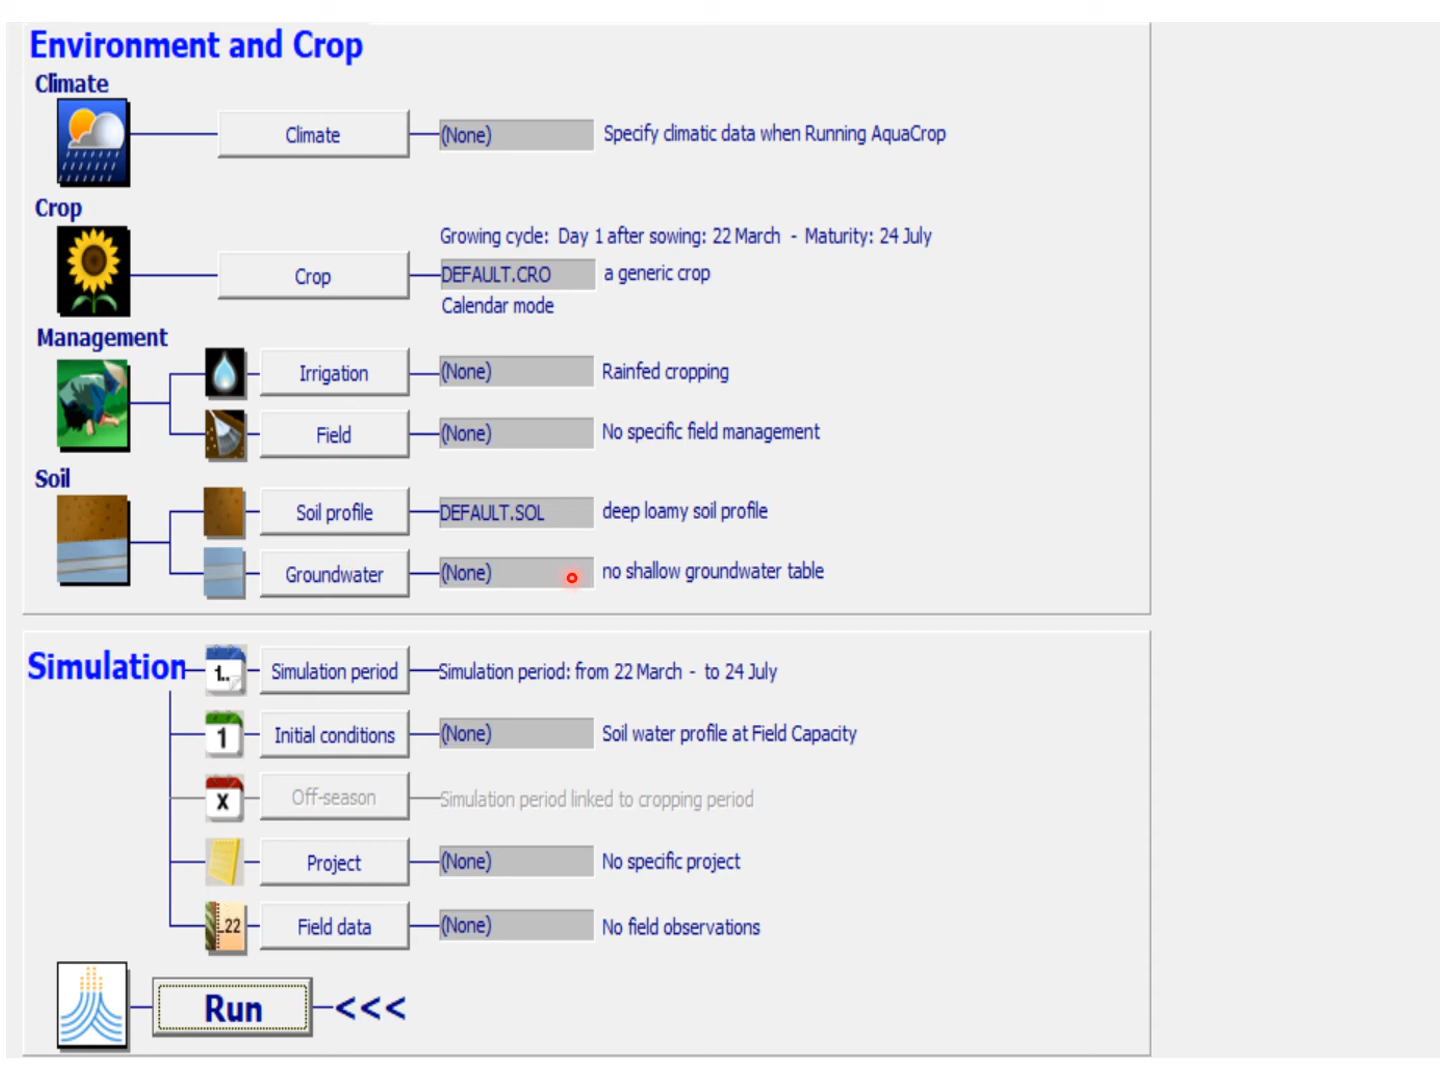 Environment and Crop
Climate
Climate (None) Specify climatic data when Running AquaCrop
Crop
Growing cycle: Day 1 after sowing: 22 March - Maturity: 24 July
Crop DEFAULT.CRO a generic crop
Calendar mode
Management
Irrigation (None) Rainfed cropping
Field (None) No specific field management
Soil
Soil profile DEFAULT.SOL deep loamy soil profile
Groundwater (None) no shallow groundwater table
Simulation 1.. Simulation period Simulation period: from 22 March - to 24 July
1 Initial conditions (None) Soil water profile at Field Capacity
X Off-season Simulation period linked to cropping period
Project (None) No specific project
..22 Field data (None) No field observations
Run <<<